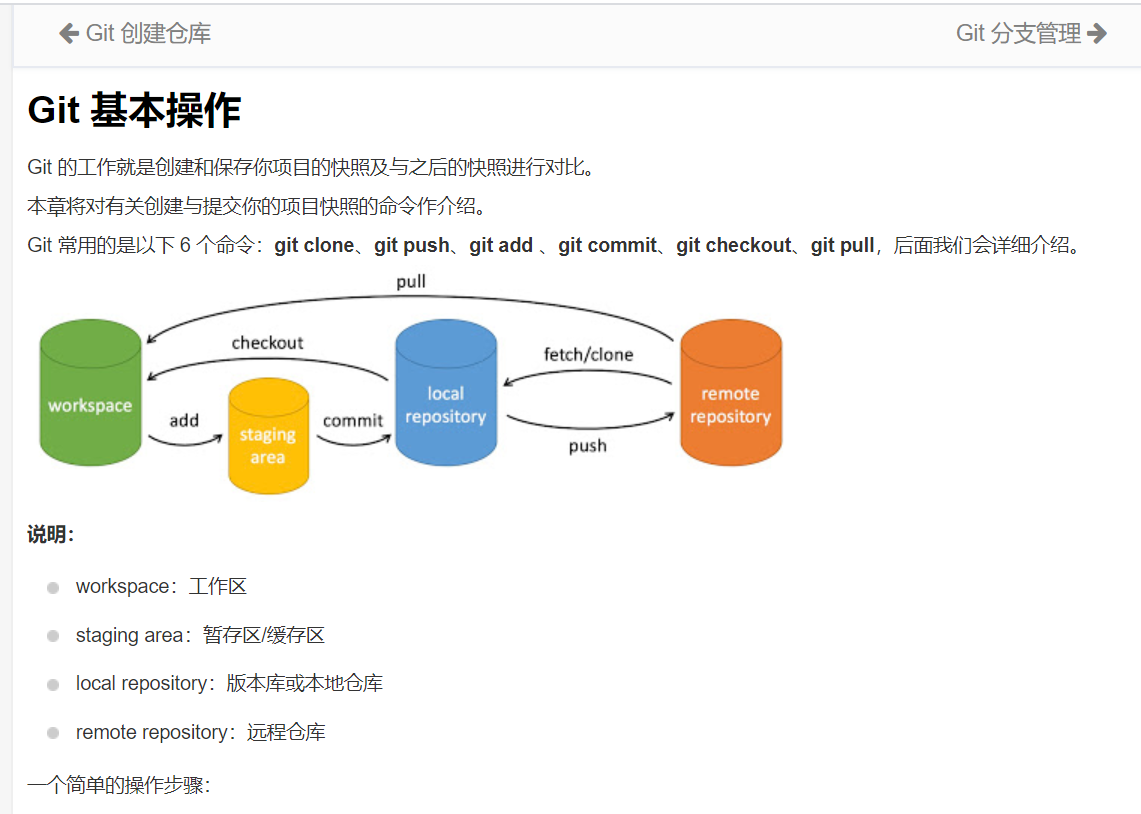 Git 创建仓库
Git 分支管理
Git 基本操作
Git 的工作就是创建和保存你项目的快照及与之后的快照进行对比。
本章将对有关创建与提交你的项目快照的命令作介绍。
Git 常用的是以下 6 个命令：git clone、git push、git add 、git commit、git checkout、git pull，后面我们会详细介绍。
pull
checkout
fetch/clone
workspace
add
staging
area
commit
local
repository
push
remote
repository
说明：
workspace：工作区
staging area：暂存区/缓存区
local repository：版本库或本地仓库
remote repository：远程仓库
一个简单的操作步骤：